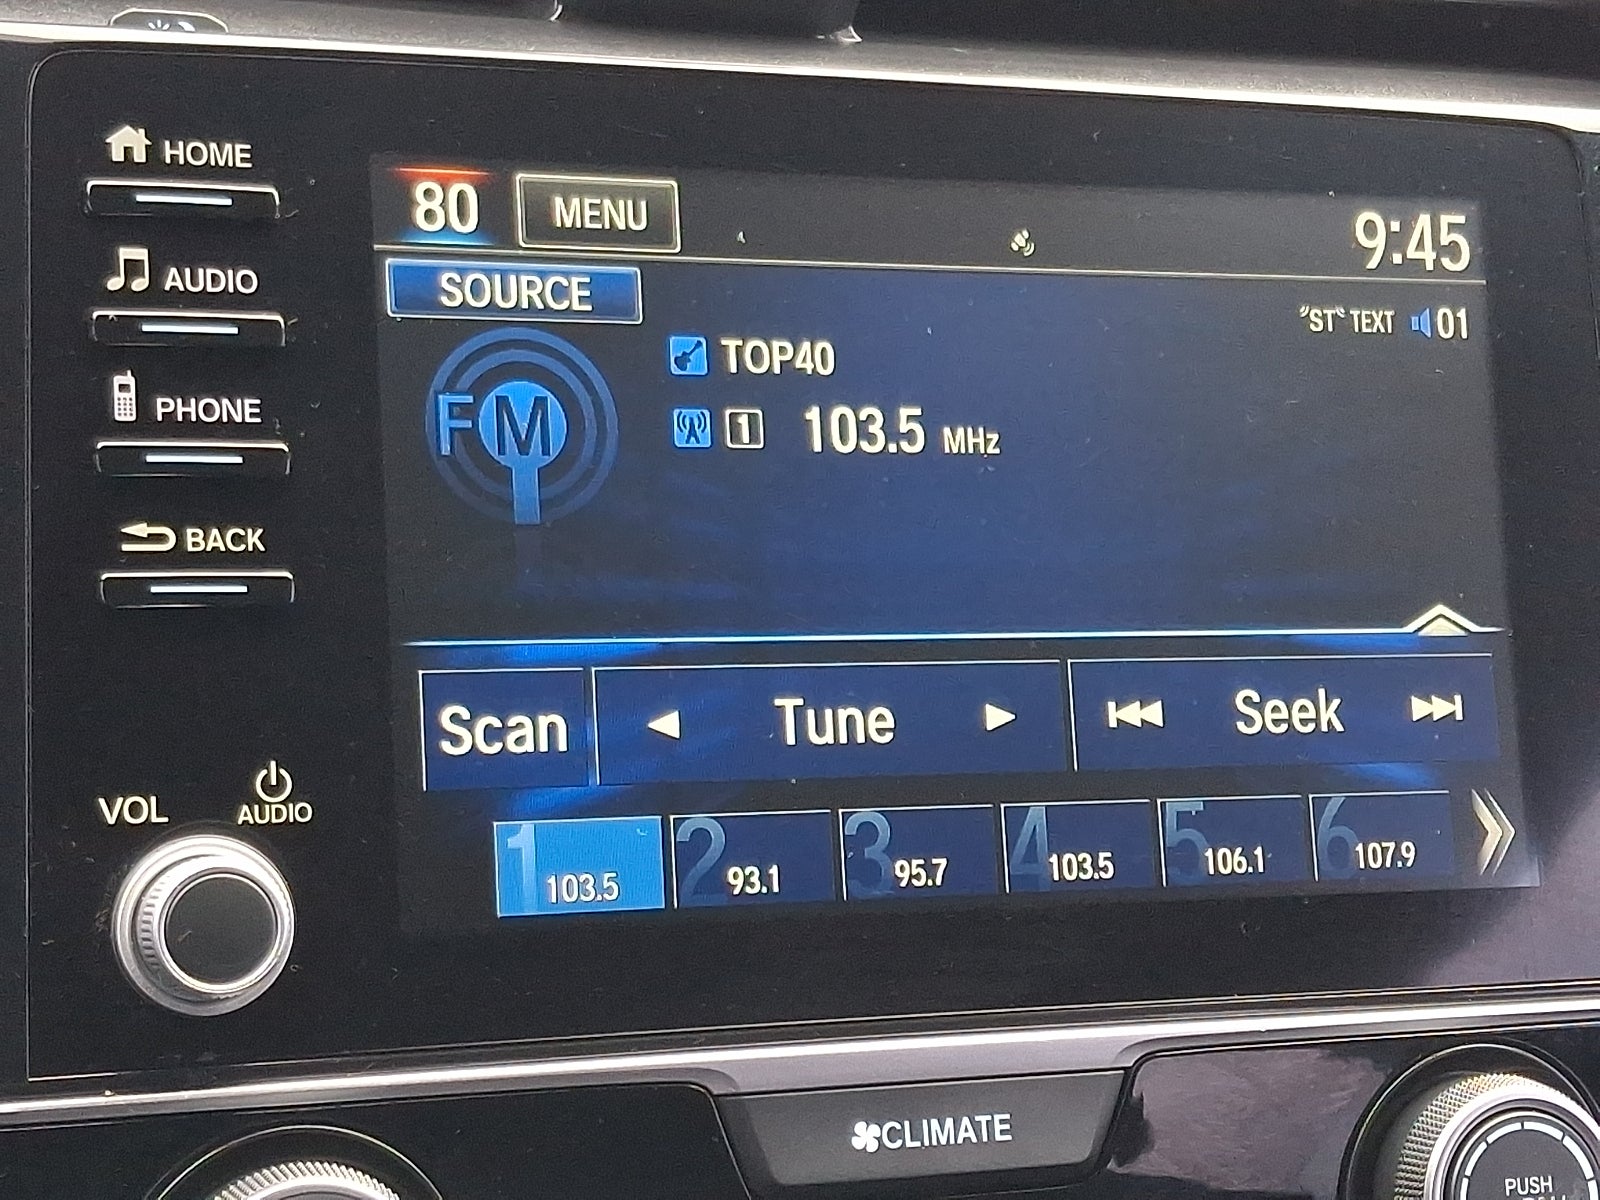 HOME
AUDIO
PHONE
BACK
VOL
AUDIO
80 MENU 9:45
SOURCE
"ST" TEXT 01
FM
TOP40
1 103.5 MHz
Scan Tune Seek
1 103.5 2 93.1 3 95.7 4 103.5 5 106.1 6 107.9
CLIMATE
PUSH